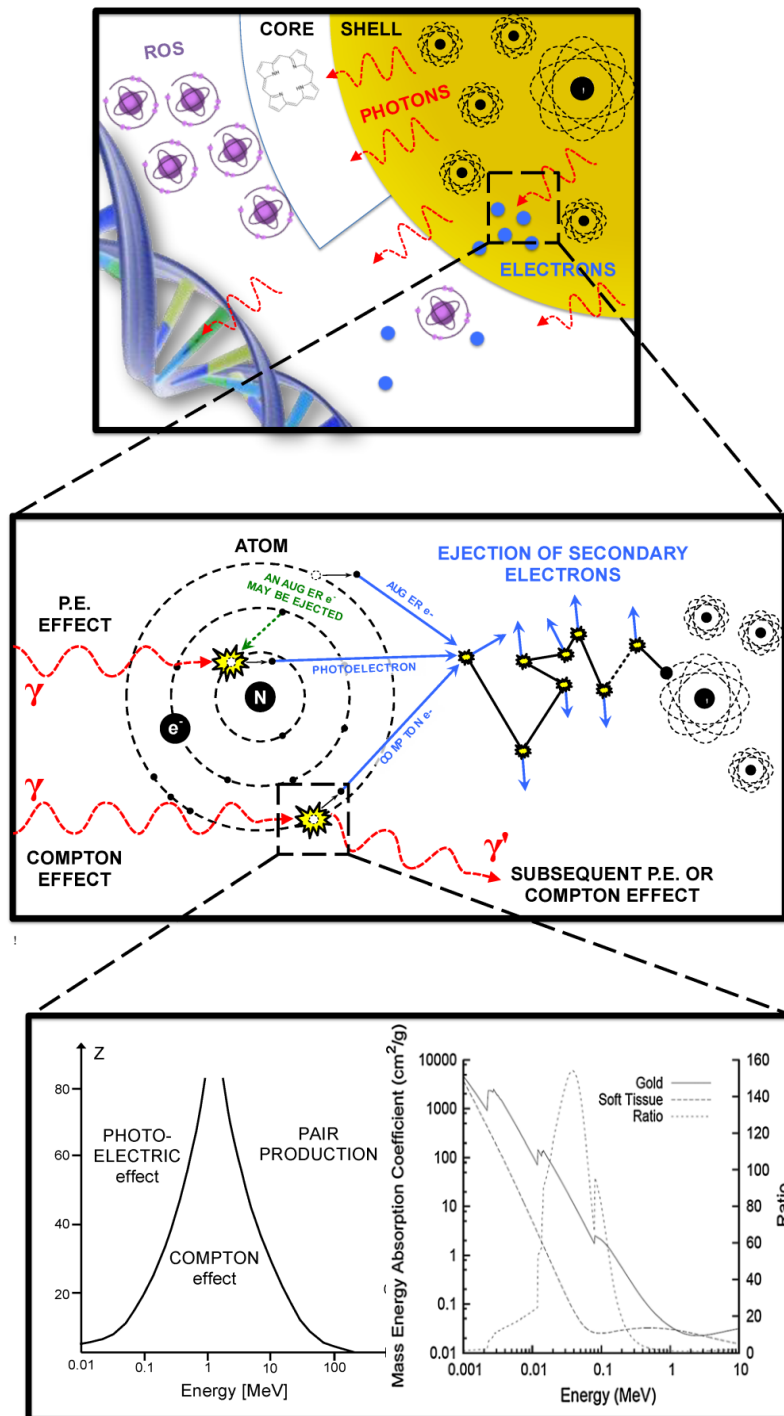 ROS
CORE
SHELL
PHOTONS
ELECTRONS
ATOM
P.E.
EFFECT
γ
AN AUGER e-
MAY BE EJECTED
AUGER e-
PHOTOELECTRON
COMPTON e-
EJECTION OF SECONDARY
ELECTRONS
N
e-
γ
COMPTON
EFFECT
γ'
SUBSEQUENT P.E. OR
COMPTON EFFECT
!
Z
80
60
40
20
PHOTO-
ELECTRIC
effect
PAIR
PRODUCTION
COMPTON
effect
0.01 0.1 1 10 100
Energy [MeV]
Mass Energy Absorption Coefficient (cm²/g)
10000
1000
100
10
1
0.1
0.01
Gold
Soft Tissue
Ratio
160
140
120
100
80
60
40
20
0
Ratio
0.001 0.01 0.1 1 10
Energy (MeV)